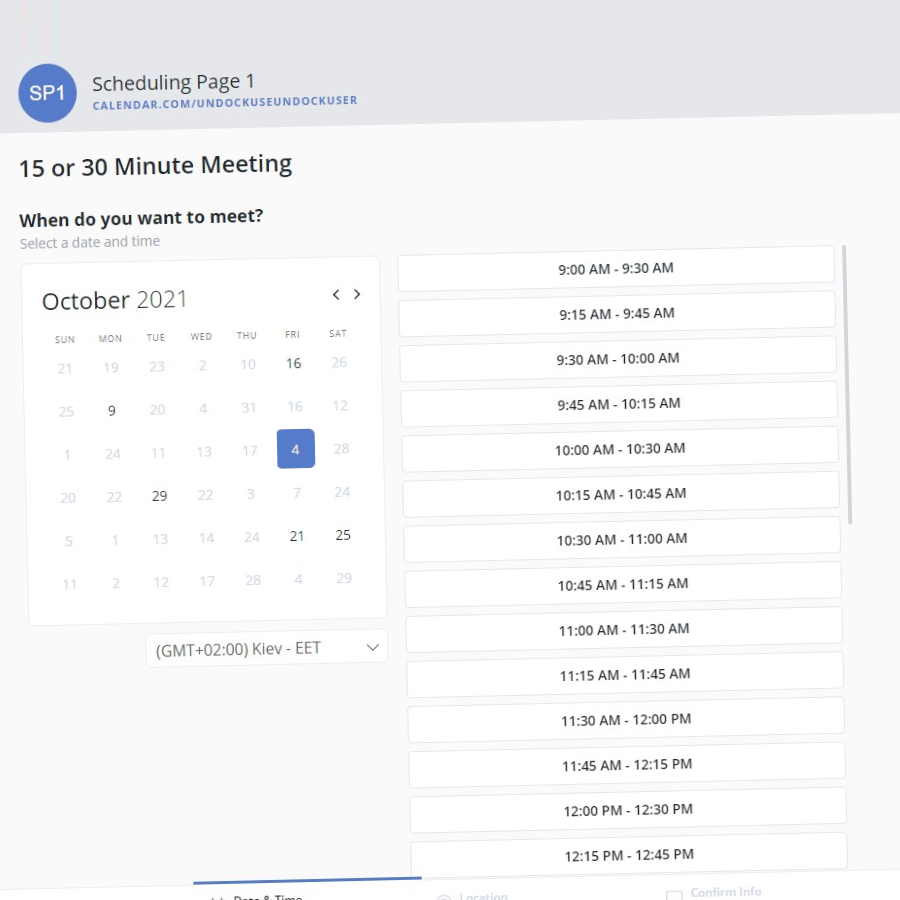 SP1
Scheduling Page 1
CALENDAR.COM/UNDOCKUSEUNDOCKUSER
15 or 30 Minute Meeting
When do you want to meet?
Select a date and time
October 2021
SUN MON TUE WED THU FRI SAT
21 19 23 2 10 16 26
25 9 20 4 31 16 12
1 24 11 13 17 4 28
20 22 29 22 3 7 24
5 1 13 14 24 21 25
11 2 12 17 28 4 29
(GMT+02:00) Kiev - EET
9:00 AM - 9:30 AM
9:15 AM - 9:45 AM
9:30 AM - 10:00 AM
9:45 AM - 10:15 AM
10:00 AM - 10:30 AM
10:15 AM - 10:45 AM
10:30 AM - 11:00 AM
10:45 AM - 11:15 AM
11:00 AM - 11:30 AM
11:15 AM - 11:45 AM
11:30 AM - 12:00 PM
11:45 AM - 12:15 PM
12:00 PM - 12:30 PM
12:15 PM - 12:45 PM
Date & Time
Location
Confirm Info